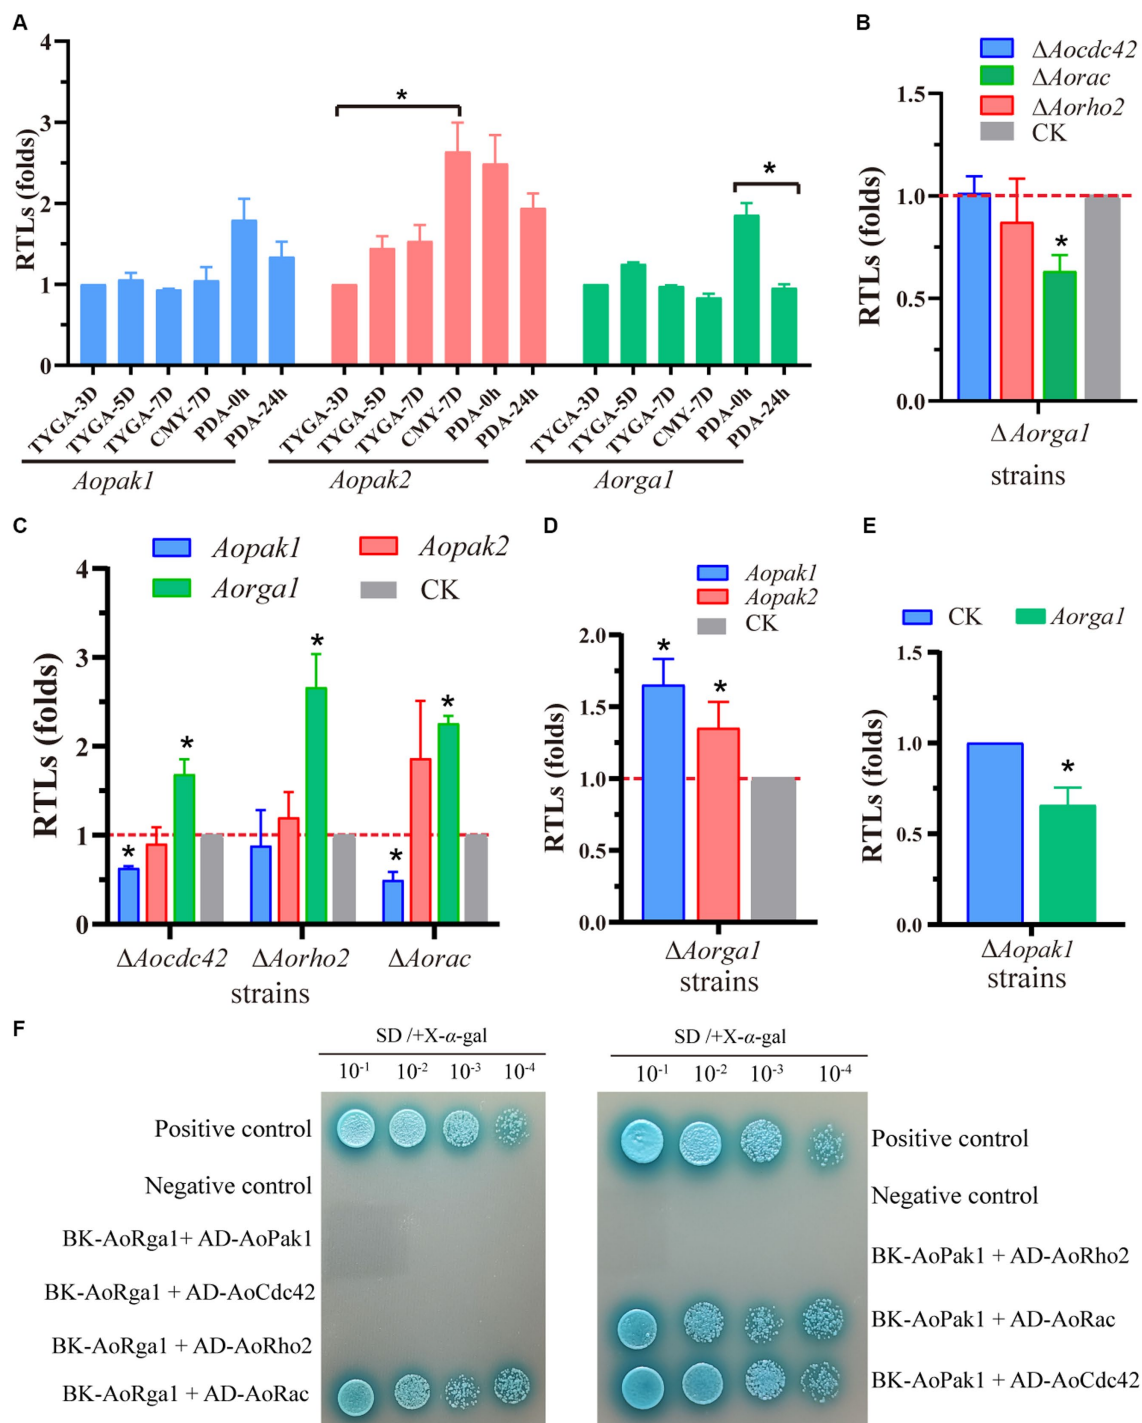 A
4
3
2
1
0
RTLs (folds)
*
*
TYGA-3D
TYGA-5D
TYGA-7D
CMY-7D
PDA-0h
PDA-24h
TYGA-3D
TYGA-5D
TYGA-7D
CMY-7D
PDA-0h
PDA-24h
TYGA-3D
TYGA-5D
TYGA-7D
CMY-7D
PDA-0h
PDA-24h
Aopak1
Aopak2
Aorga1
B
ΔAocdc42
ΔAorac
ΔAorho2
CK
1.5
1.0
0.5
0.0
RTLs (folds)
*
ΔAorga1
strains
C
Aopak1
Aopak2
Aorga1
CK
4
3
2
1
0
RTLs (folds)
*
*
*
*
*
ΔAocdc42
ΔAorho2
ΔAorac
strains
D
Aopak1
Aopak2
CK
2.0
1.5
1.0
0.5
0.0
RTLs (folds)
*
*
ΔAorga1
strains
E
CK
Aorga1
1.5
1.0
0.5
0.0
RTLs (folds)
*
ΔAopak1
strains
F
SD /+X-α-gal
10-1 10-2 10-3 10-4
Positive control
Negative control
BK-AoRga1+ AD-AoPak1
BK-AoRga1 + AD-AoCdc42
BK-AoRga1 + AD-AoRho2
BK-AoRga1 + AD-AoRac
SD /+X-α-gal
10-1 10-2 10-3 10-4
Positive control
Negative control
BK-AoPak1 + AD-AoRho2
BK-AoPak1 + AD-AoRac
BK-AoPak1 + AD-AoCdc42